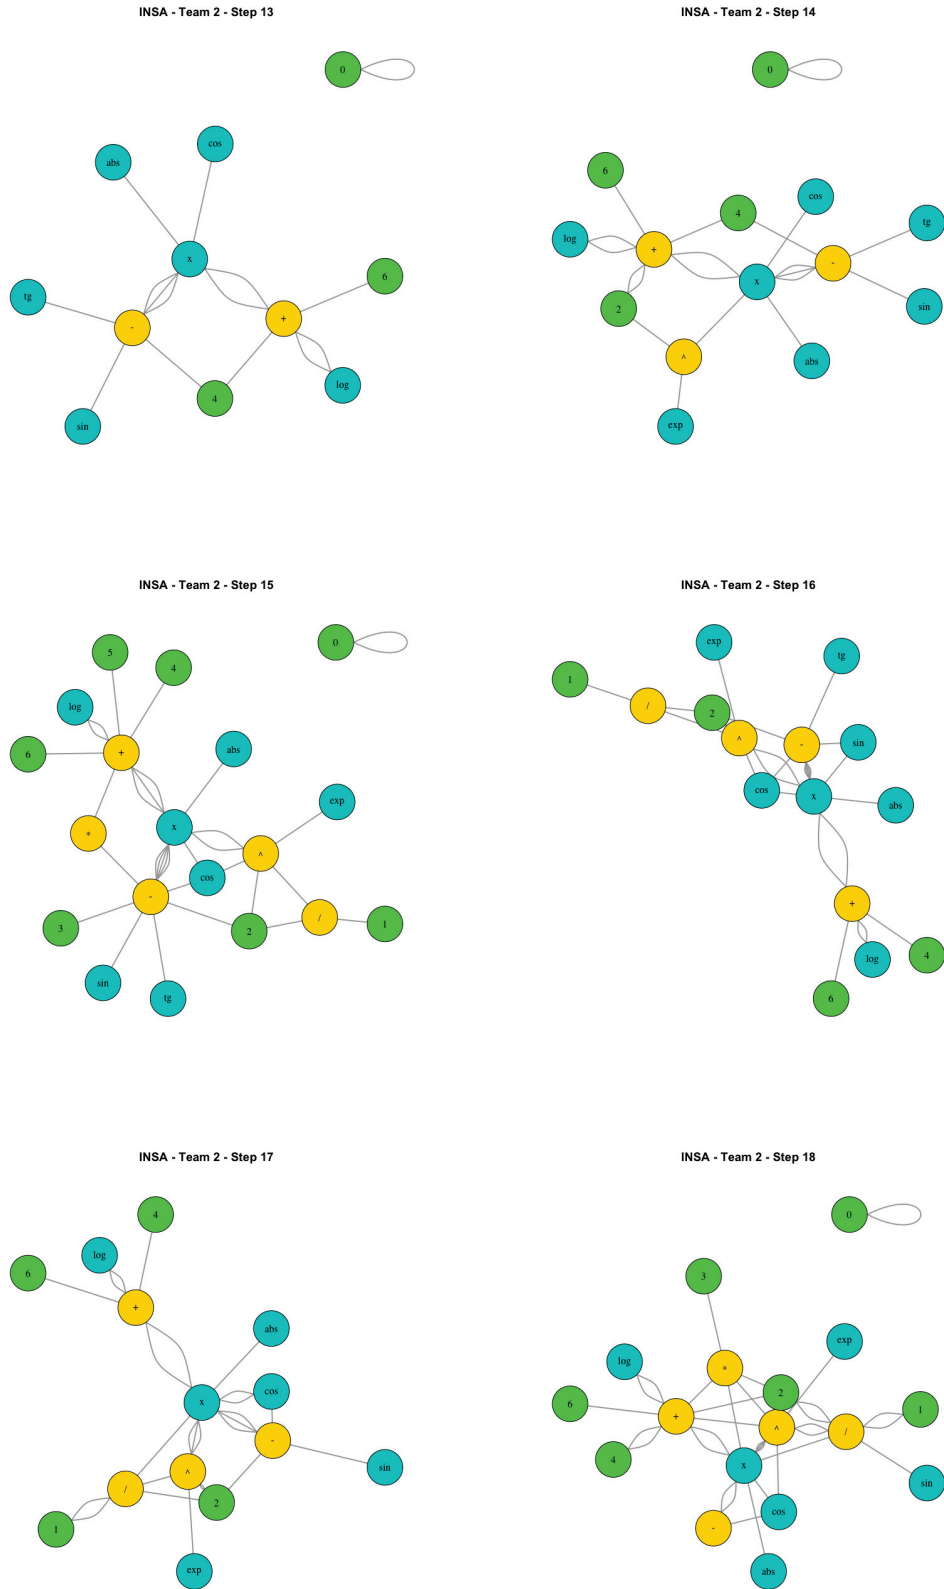 INSA - Team 2 - Step 13
0
cos
abs
x
6
tg
+
-
log
4
sin
INSA - Team 2 - Step 14
0
6
cos
4
tg
log
+
-
x
2
sin
^
abs
exp
INSA - Team 2 - Step 15
0
5
4
log
abs
6
+
exp
x
*
^
cos
-
/
1
3
2
sin
tg
INSA - Team 2 - Step 16
exp
tg
1
/
2
^
-
sin
cos
x
abs
+
4
log
6
INSA - Team 2 - Step 17
4
log
6
+
abs
cos
x
-
sin
^
/
2
1
exp
INSA - Team 2 - Step 18
0
3
exp
log
*
2
6
1
+
^
/
4
x
sin
cos
-
abs